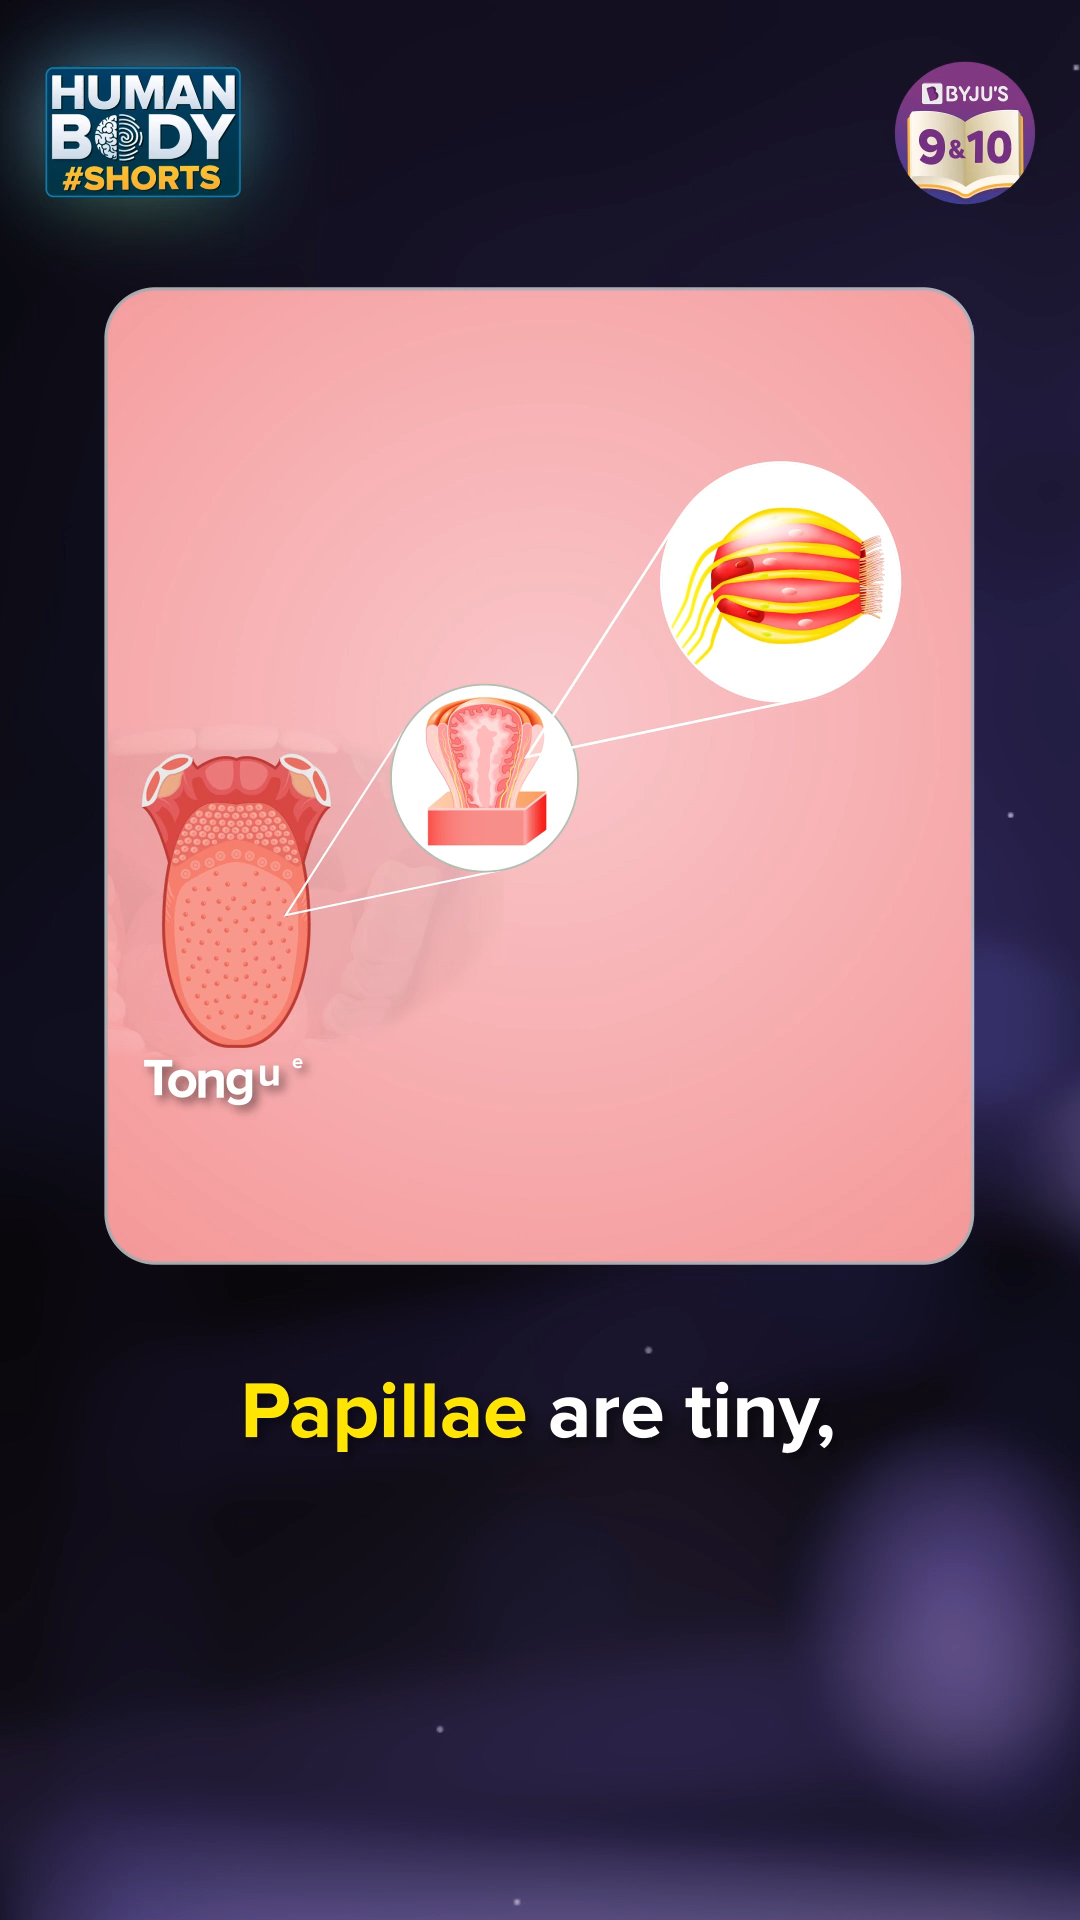 HUMAN
BODY
#SHORTS
BYJU'S
9&10
Tongue
Papillae are tiny,